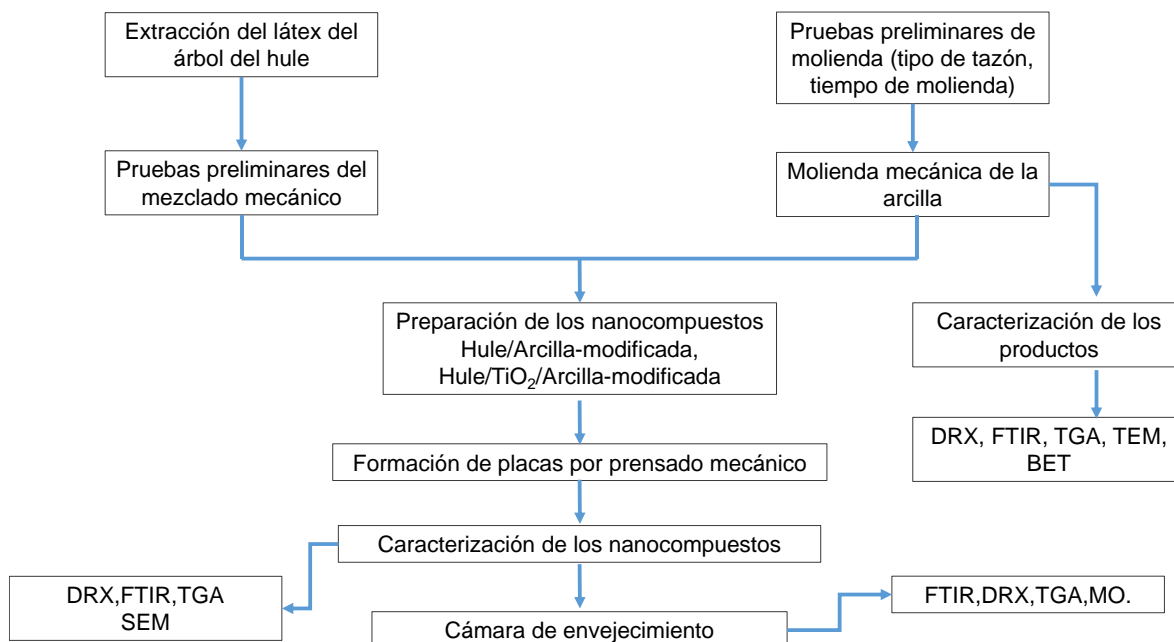 Extracción del látex del
árbol del hule
Pruebas preliminares de
molienda (tipo de tazón,
tiempo de molienda)
Pruebas preliminares del
mezclado mecánico
Molienda mecánica de la
arcilla
Preparación de los nanocompuestos
Hule/Arcilla-modificada,
Hule/TiO₂/Arcilla-modificada
Caracterización de los
productos
DRX, FTIR, TGA, TEM,
BET
Formación de placas por prensado mecánico
Caracterización de los nanocompuestos
DRX,FTIR,TGA
SEM
FTIR,DRX,TGA,MO.
Cámara de envejecimiento